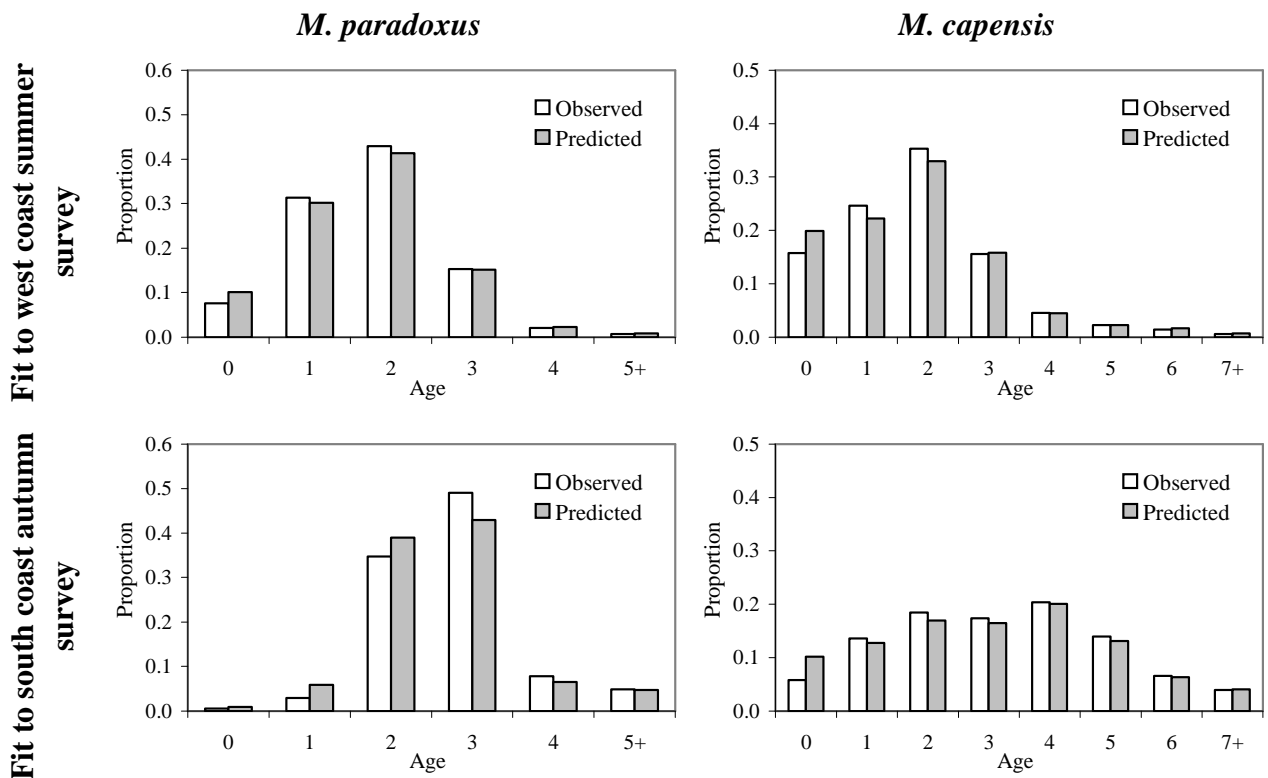 M. paradoxus
M. capensis
Fit to west coast summer
survey
0.6
0.5
0.4
0.3
0.2
0.1
0.0
Proportion
Observed
Predicted
0 1 2 3 4 5+
Age
0.5
0.4
0.3
0.2
0.1
0.0
Proportion
Observed
Predicted
0 1 2 3 4 5 6 7+
Age
Fit to south coast autumn
survey
0.6
0.5
0.4
0.3
0.2
0.1
0.0
Proportion
Observed
Predicted
0 1 2 3 4 5+
Age
0.5
0.4
0.3
0.2
0.1
0.0
Proportion
Observed
Predicted
0 1 2 3 4 5 6 7+
Age